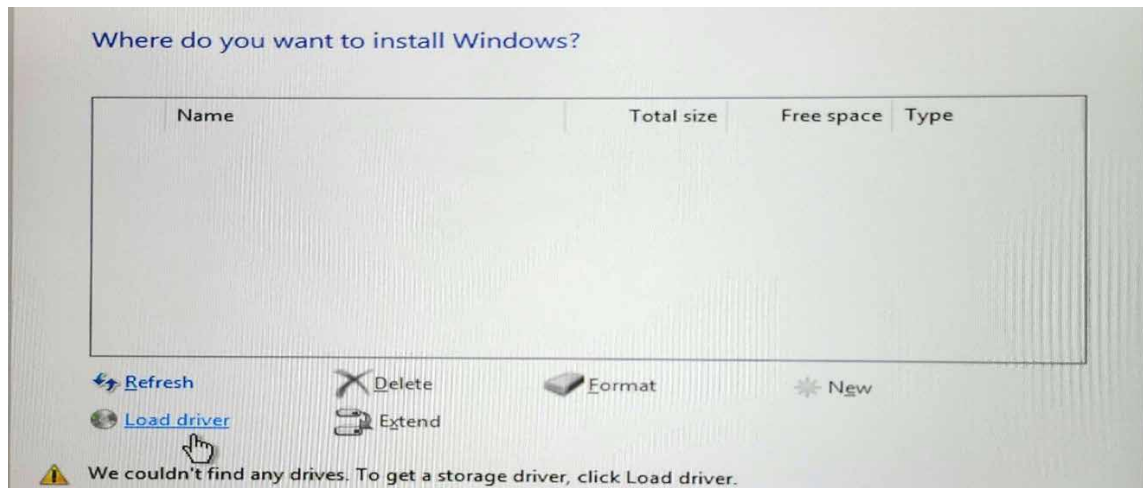 Where do you want to install Windows?
Name Total size Free space Type
Refresh Delete Format New
Load driver Extend
We couldn't find any drives. To get a storage driver, click Load driver.